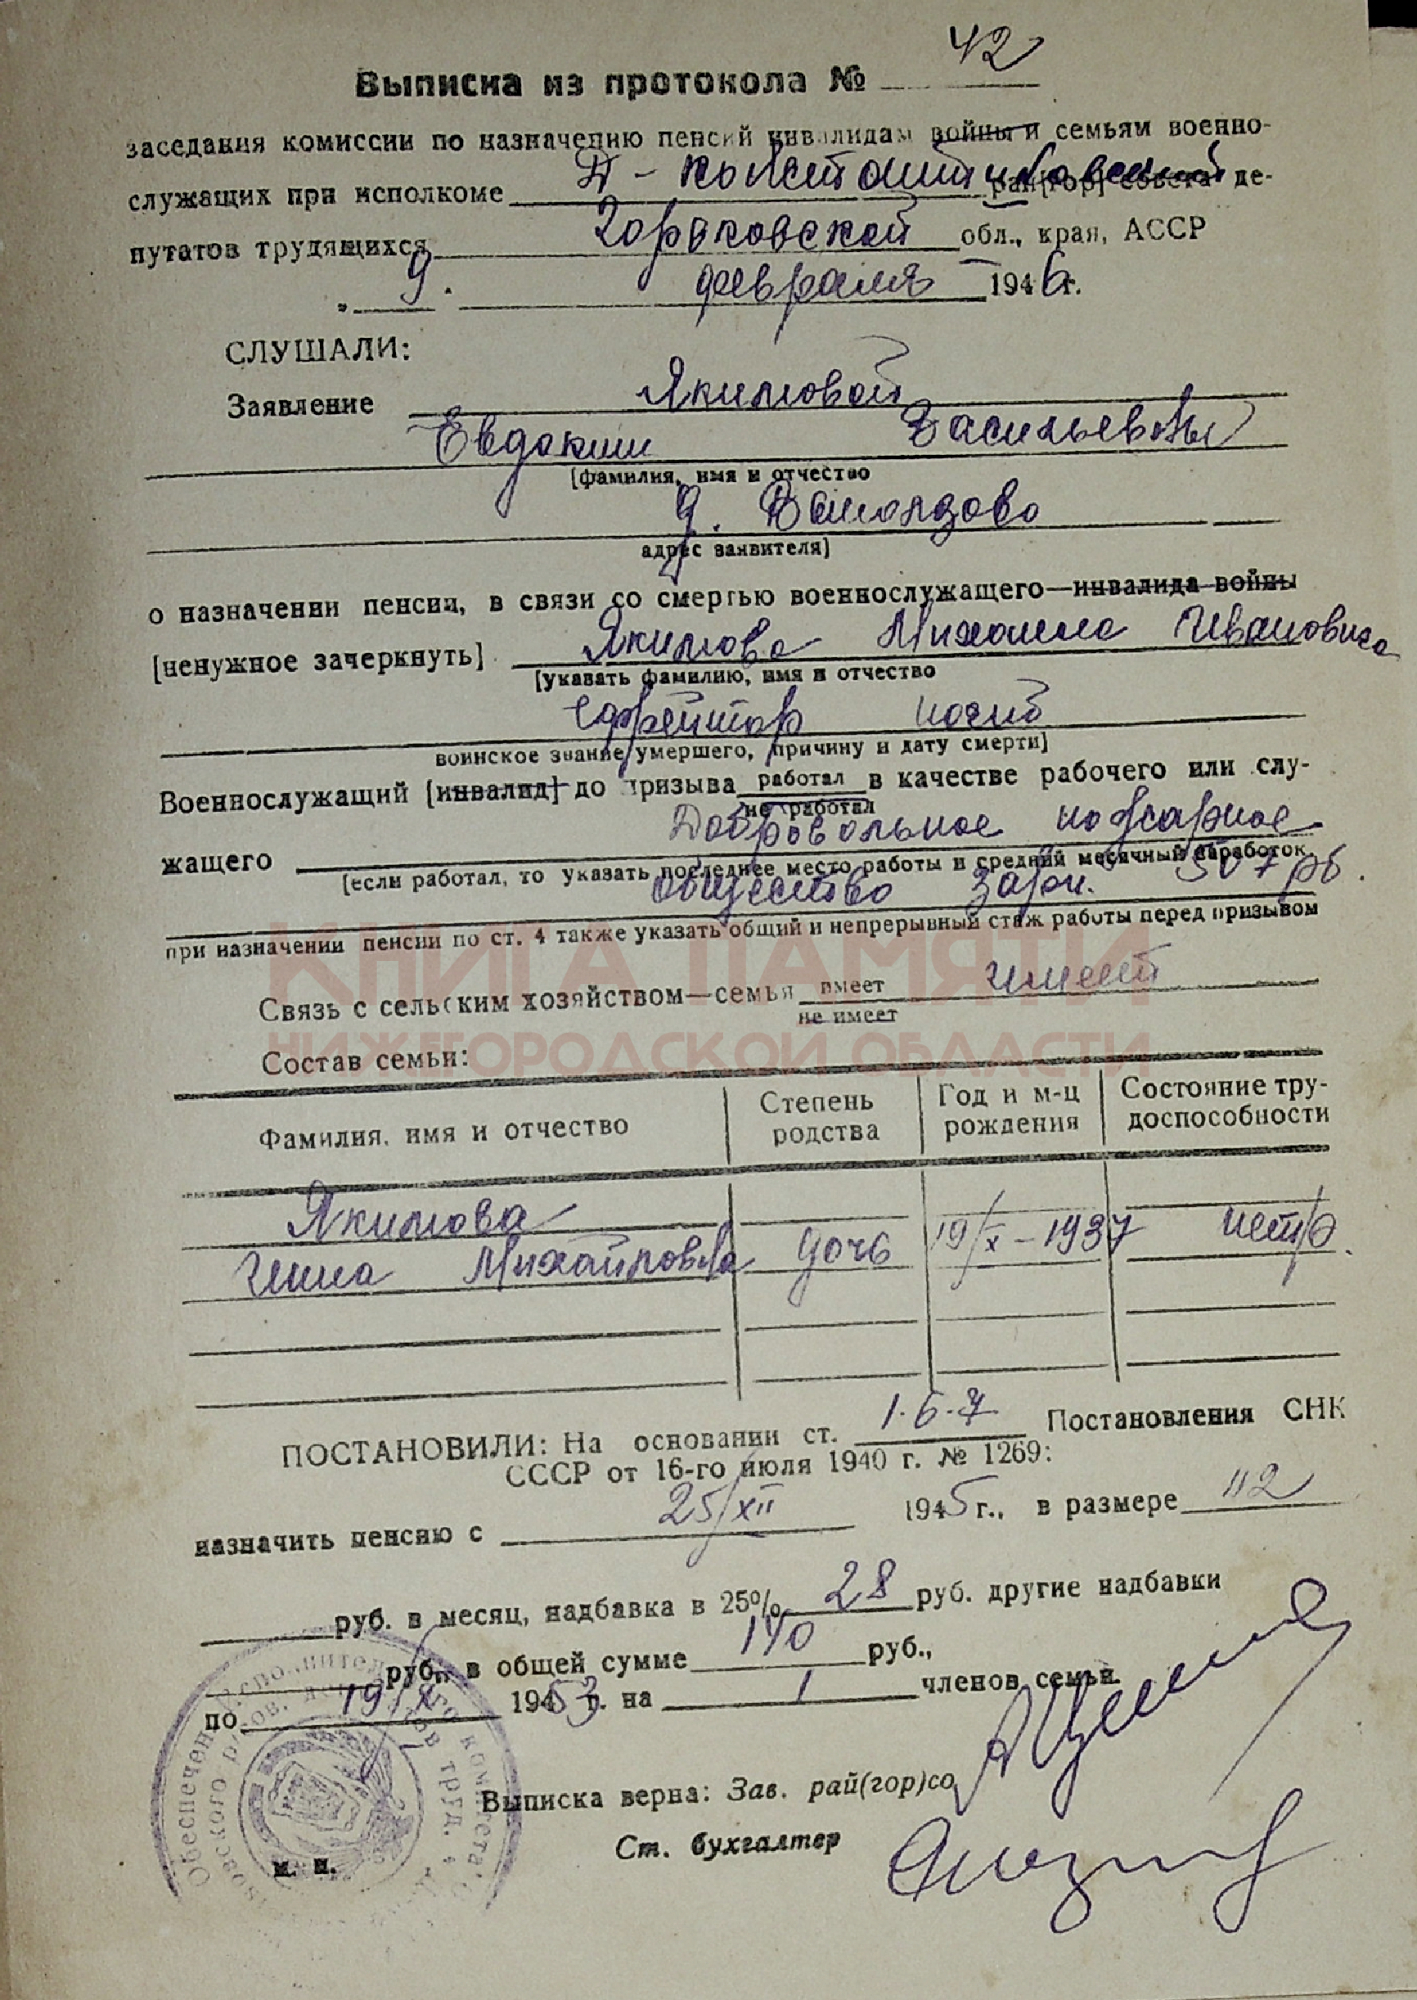 Выписка из протокола № 42
заседания комиссии по назначению пенсий инвалидам войны и семьям военно-
служащих при исполкоме Д-Константиновский рай[гор] совета де-
путатов трудящихся Горьковской обл., края, АССР
„ 9 " февраля 1946 г.
СЛУШАЛИ:
Заявление Якимовой
Евдокии Васильевны
[фамилия, имя и отчество
д.
адрес заявителя]
о назначении пенсии, в связи со смертью военнослужащего—инвалида войны
[ненужное зачеркнуть] Якимова Михаила Ивановича
[указать фамилию, имя и отчество
Ефрейтор погиб
воинское звание умершего, причину и дату смерти]
Военнослужащий [инвалид] до призыва работал в качестве рабочего или слу-
не работал
жащего Добровольное пожарное
[если работал, то указать последнее место работы и средний месячный заработок
общество зарп. 307 рб.
при назначении пенсии по ст. 4 также указать общий и непрерывный стаж работы перед призывом
КНИГА ПАМЯТИ
НИЖЕГОРОДСКОЙ ОБЛАСТИ
Связь с сельским хозяйством—семья имеет имеет
не имеет
Состав семьи:
Фамилия, имя и отчество Степень родства Год и м-ц рождения Состояние тру-доспособности
Якимова
Нина Михайловна дочь 19/X-1937 нетр.
ПОСТАНОВИЛИ: На основании ст. 1-6-7 Постановления СНК
СССР от 16-го июля 1940 г. № 1269:
назначить пенсию с 25/XII 1945 г., в размере 112
руб. в месяц, надбавка в 25% 28 руб. другие надбавки
руб., в общей сумме 140 руб.,
по 19/X 1953 г. на 1 членов семьи.
Выписка верна: Зав. рай(гор)со
Ст. бухгалтер
м. п.